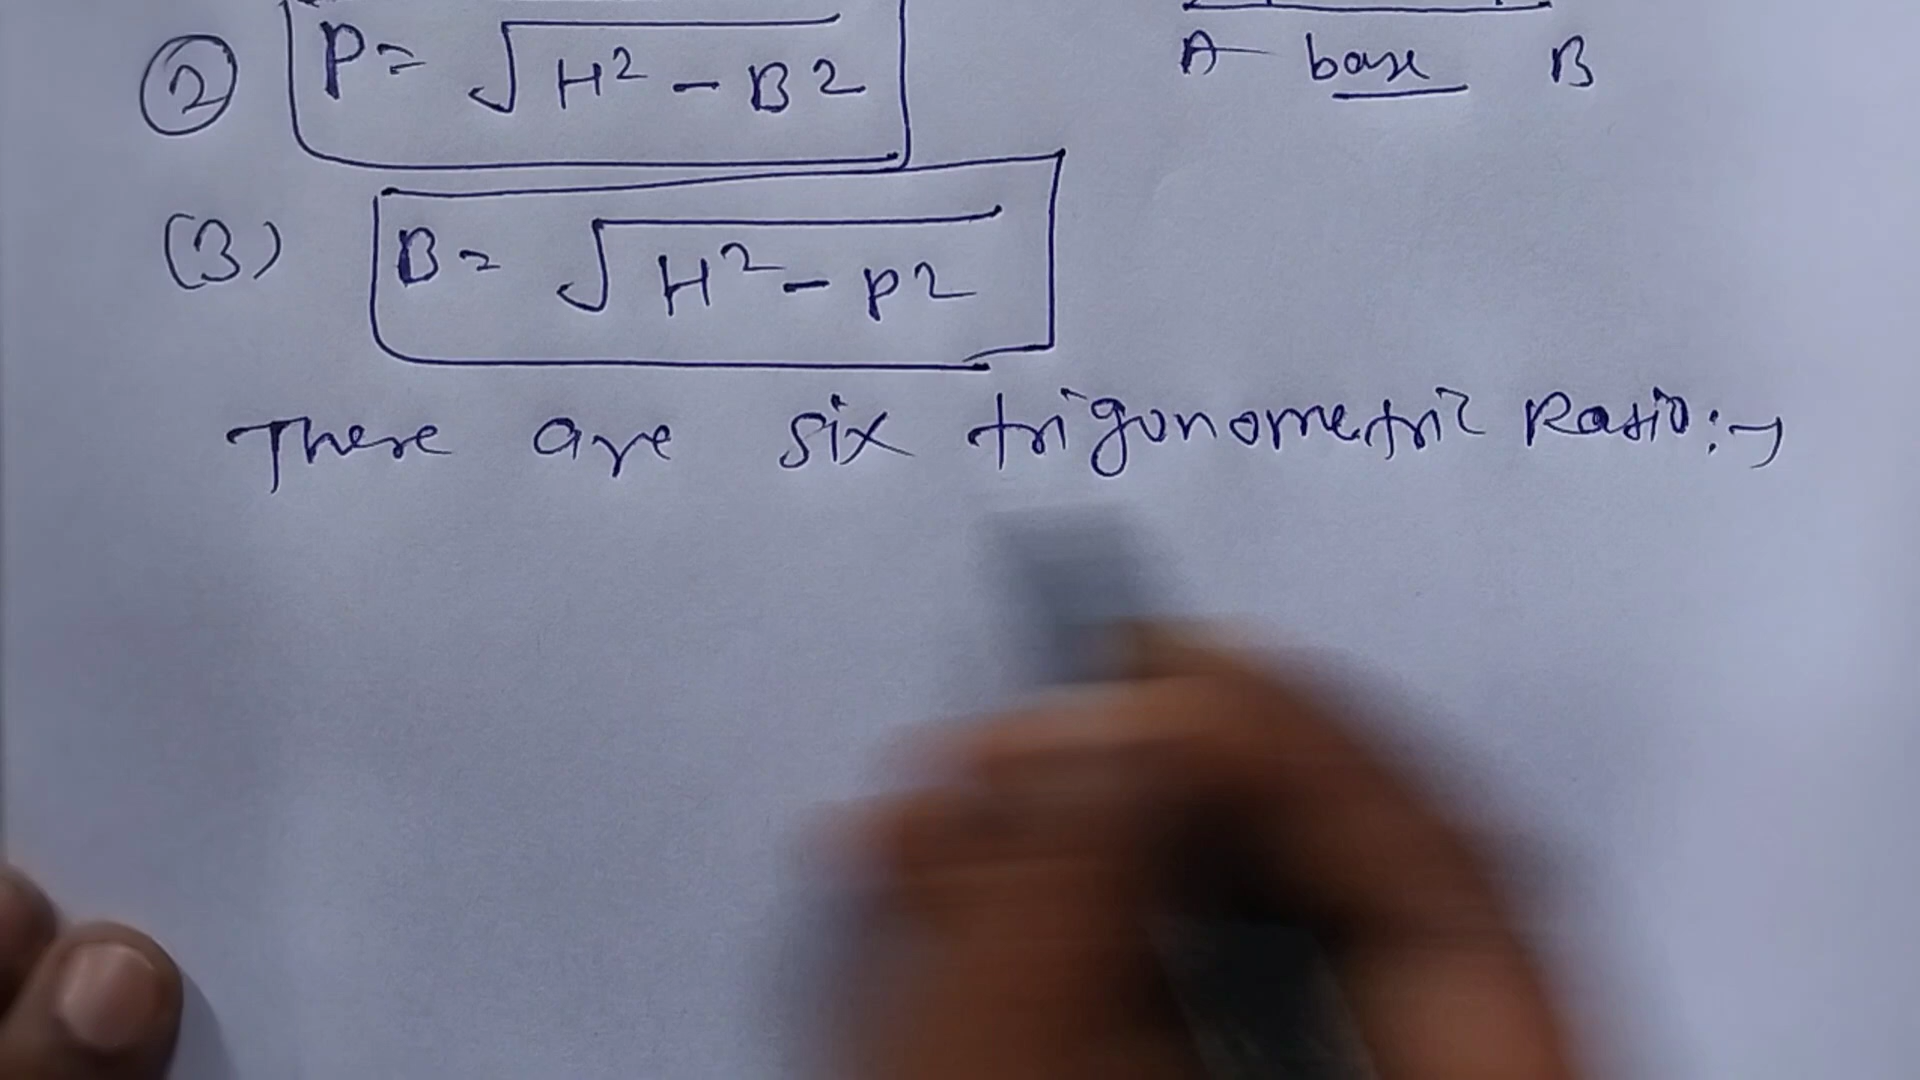 ② P = √H² - B²
A base B
(3) B = √H² - P²
There are six trigonometric Ratio :→